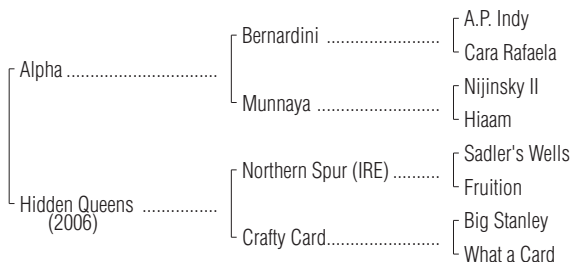 A.P. Indy
Bernardini ........................
Cara Rafaela
Alpha ................................
Nijinsky II
Munnaya ..........................
Hiaam
Sadler's Wells
Northern Spur (IRE) ..........
Fruition
Hidden Queens ................
(2006)
Big Stanley
Crafty Card........................
What a Card